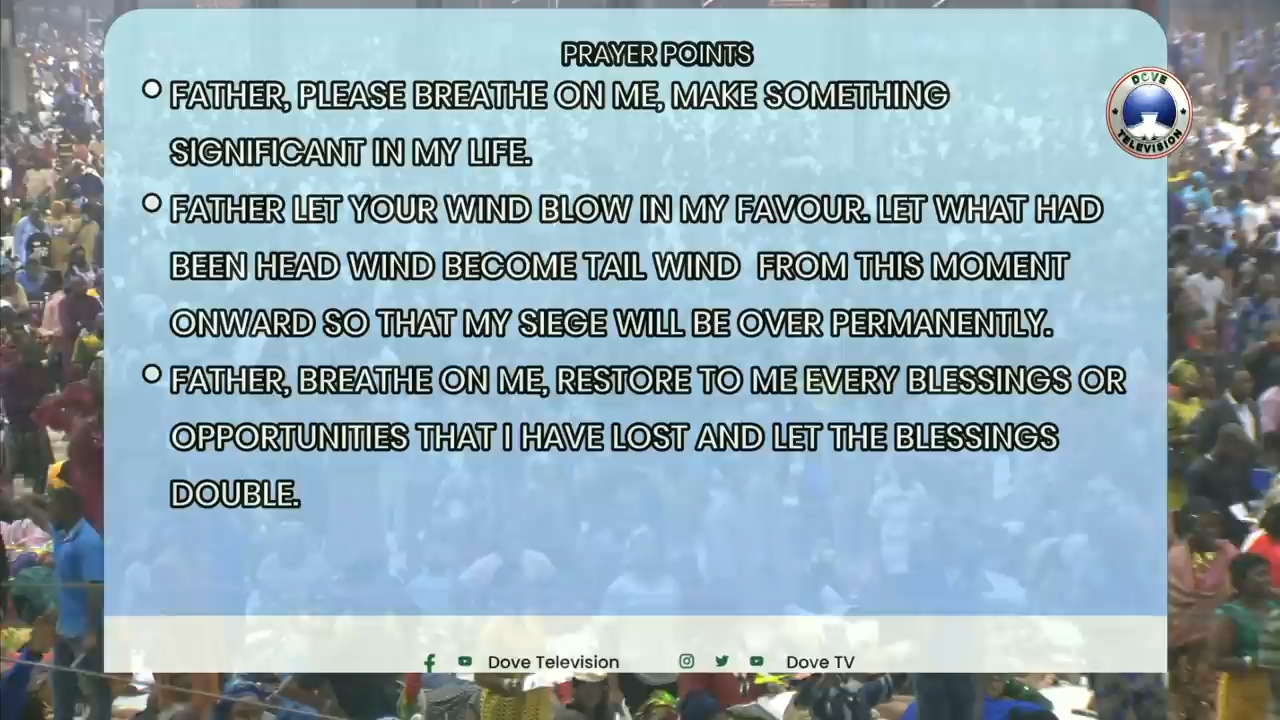 PRAYER POINTS
FATHER, PLEASE BREATHE ON ME, MAKE SOMETHING
SIGNIFICANT IN MY LIFE.
FATHER LET YOUR WIND BLOW IN MY FAVOUR. LET WHAT HAD
BEEN HEAD WIND BECOME TAIL WIND FROM THIS MOMENT
ONWARD SO THAT MY SIEGE WILL BE OVER PERMANENTLY.
FATHER, BREATHE ON ME, RESTORE TO ME EVERY BLESSINGS OR
OPPORTUNITIES THAT I HAVE LOST AND LET THE BLESSINGS
DOUBLE.
DOVE
TELEVISION
Dove Television Dove TV